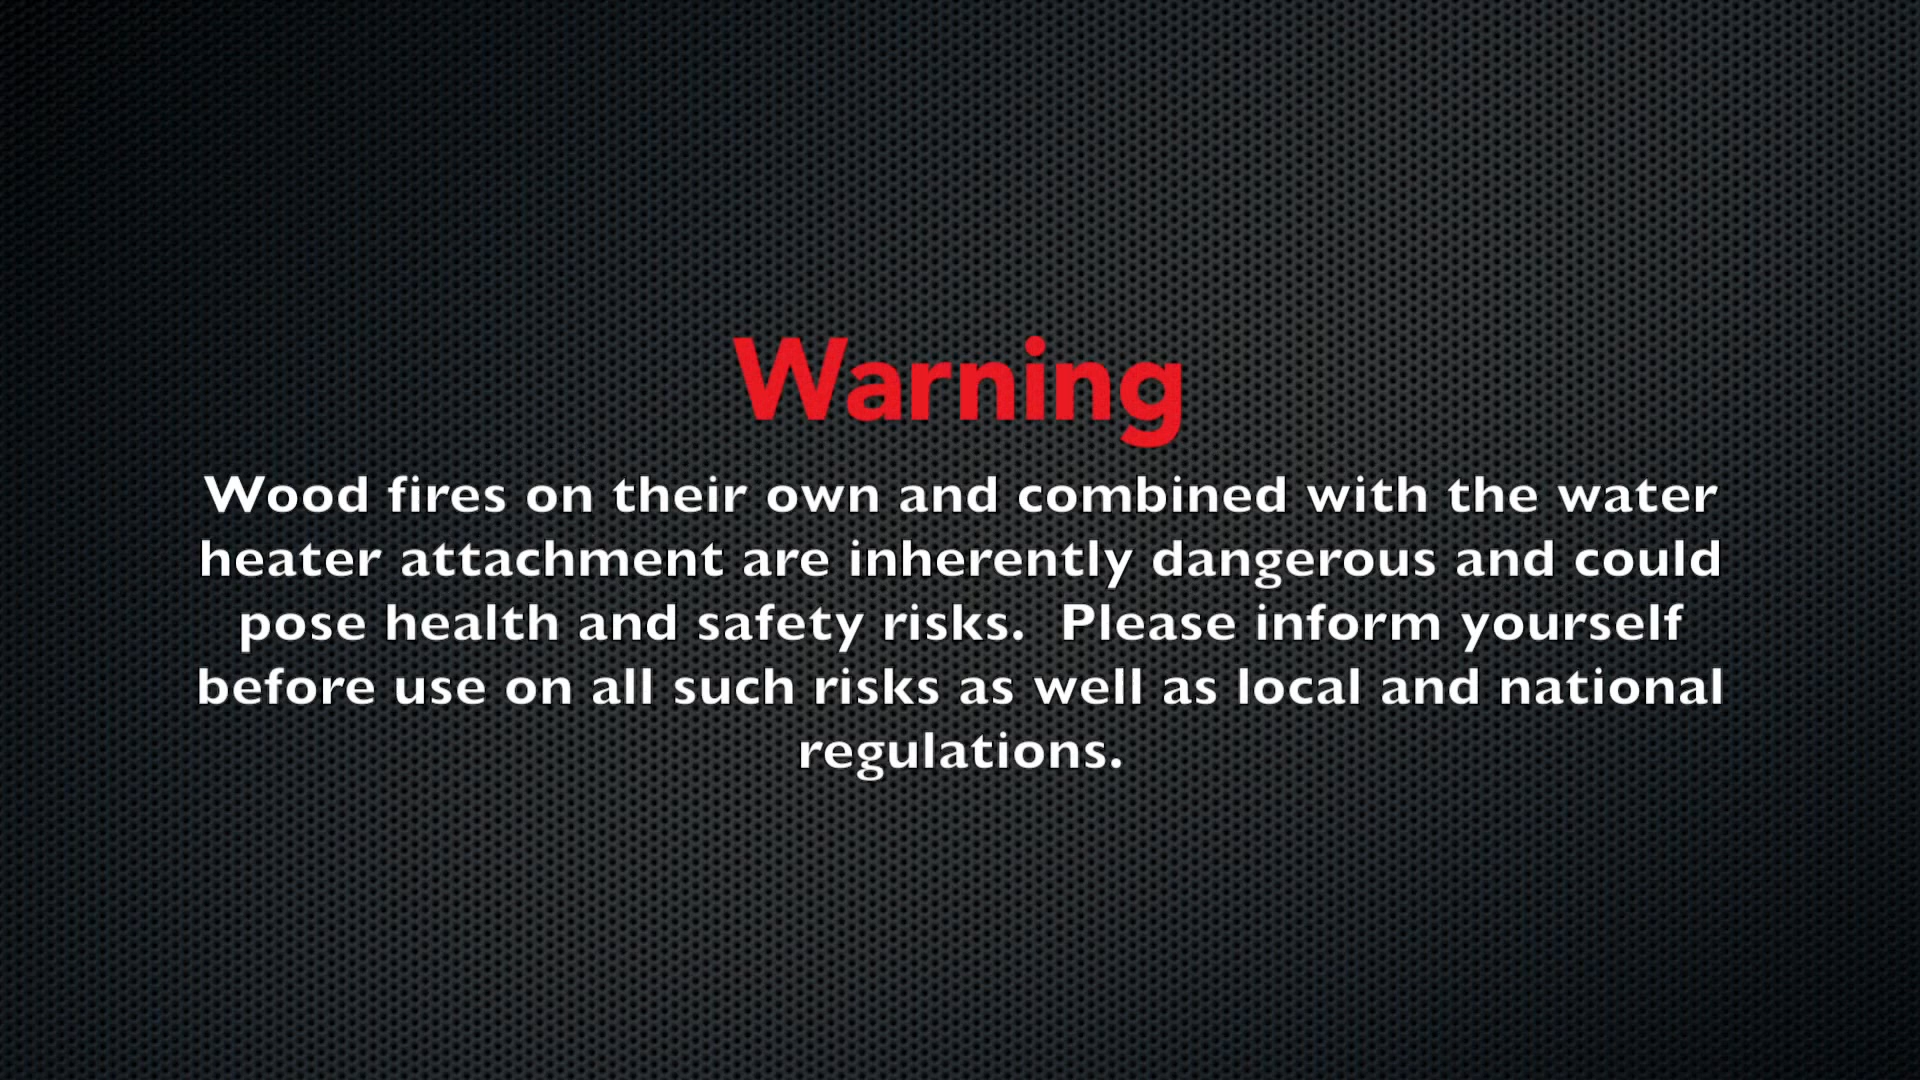 Warning
Wood fires on their own and combined with the water
heater attachment are inherently dangerous and could
pose health and safety risks.  Please inform yourself
before use on all such risks as well as local and national
regulations.